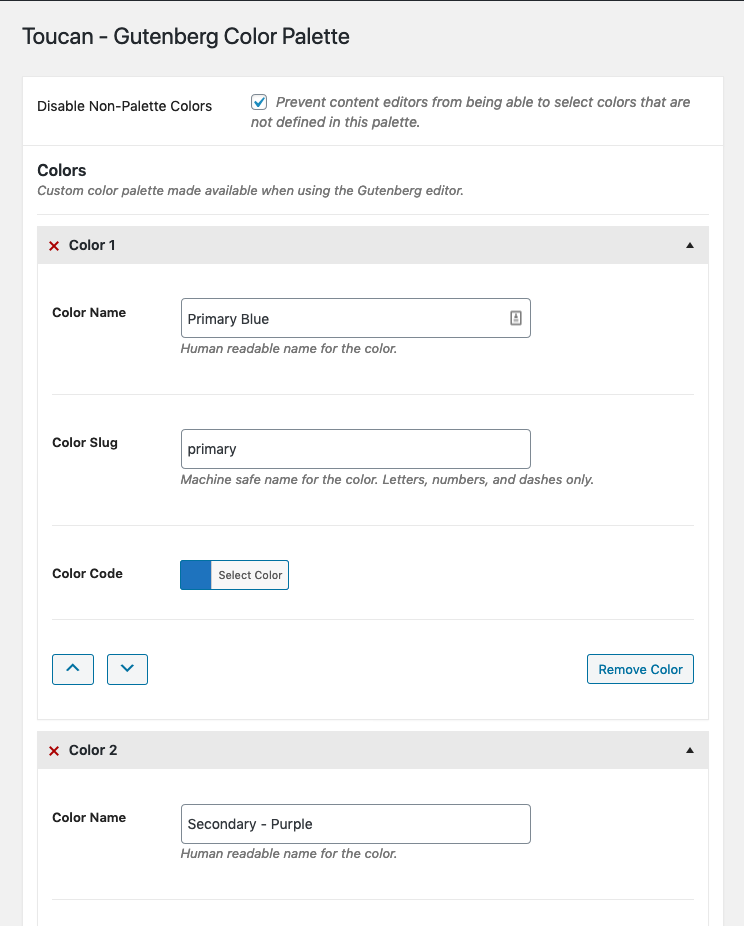 Toucan - Gutenberg Color Palette
Disable Non-Palette Colors
Prevent content editors from being able to select colors that are
not defined in this palette.
Colors
Custom color palette made available when using the Gutenberg editor.
Color 1
Color Name
Primary Blue
Human readable name for the color.
Color Slug
primary
Machine safe name for the color. Letters, numbers, and dashes only.
Color Code
Select Color
Remove Color
Color 2
Color Name
Secondary - Purple
Human readable name for the color.